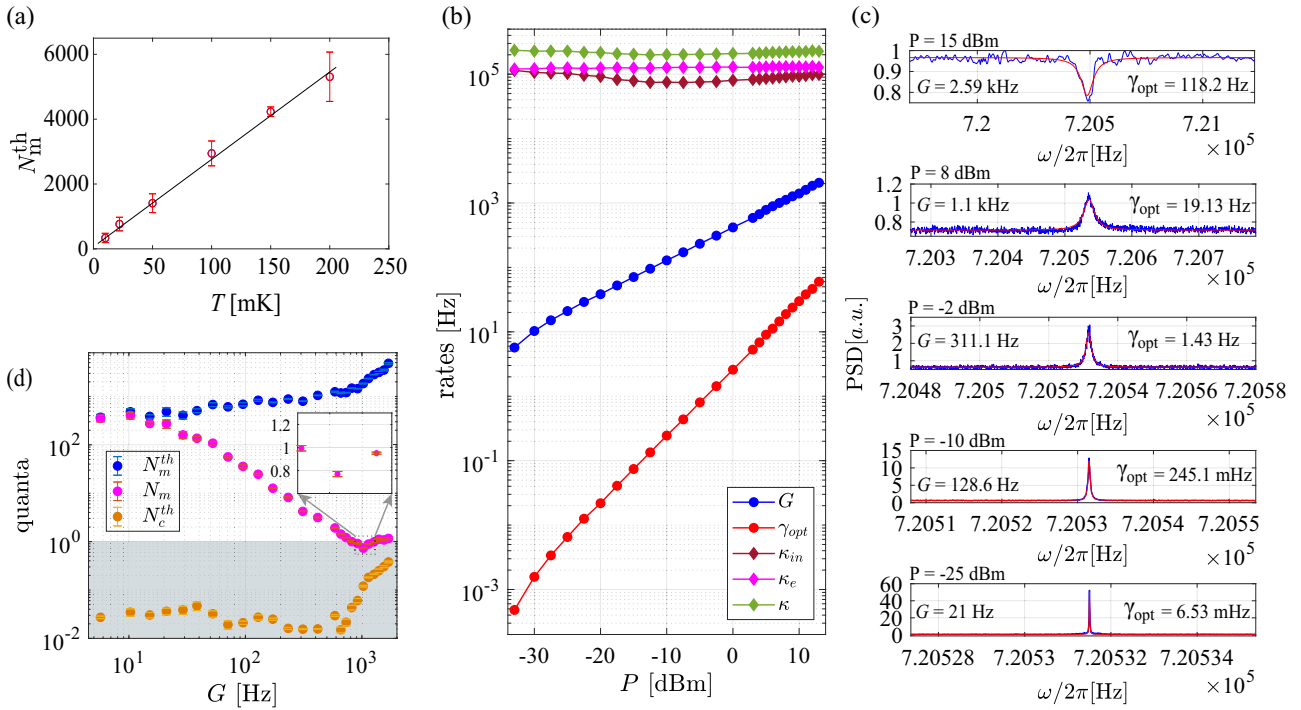 (a)
6000
4000
2000
0
N_m^th
0 50 100 150 200 250
T [mK]
(b)
10^5
10^3
10^1
10^-1
10^-3
rates [Hz]
G
γ_opt
κ_in
κ_e
κ
-30 -20 -10 0 10
P [dBm]
(c)
P = 15 dBm
1
0.9
0.8
G = 2.59 kHz
γ_opt = 118.2 Hz
7.2 7.205 7.21
ω/2π[Hz] ×10^5
P = 8 dBm
1.2
1
0.8
G = 1.1 kHz
γ_opt = 19.13 Hz
7.203 7.204 7.205 7.206 7.207
ω/2π[Hz] ×10^5
P = -2 dBm
3
2
1
G = 311.1 Hz
γ_opt = 1.43 Hz
7.2048 7.205 7.2052 7.2054 7.2056 7.2058
ω/2π[Hz] ×10^5
PSD[a.u.]
P = -10 dBm
15
10
5
0
G = 128.6 Hz
γ_opt = 245.1 mHz
7.2051 7.2052 7.2053 7.2054 7.2055
ω/2π[Hz] ×10^5
P = -25 dBm
60
40
20
0
G = 21 Hz
γ_opt = 6.53 mHz
7.20528 7.2053 7.20532 7.20534
ω/2π[Hz] ×10^5
(d)
10^2
10^0
10^-2
quanta
N_m^th
N_m
N_c^th
1.2
1
0.8
10^1 10^2 10^3
G [Hz]